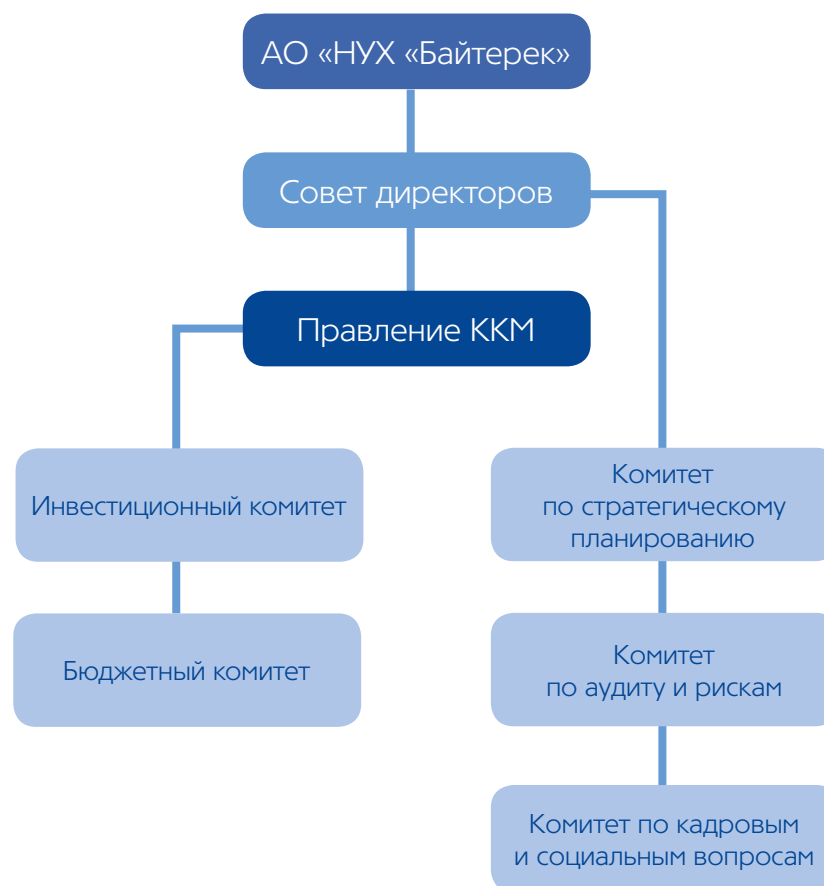 АО «НУХ «Байтерек»
Совет директоров
Правление ККМ
Инвестиционный комитет
Бюджетный комитет
Комитет
по стратегическому
планированию
Комитет
по аудиту и рискам
Комитет по кадровым
и социальным вопросам